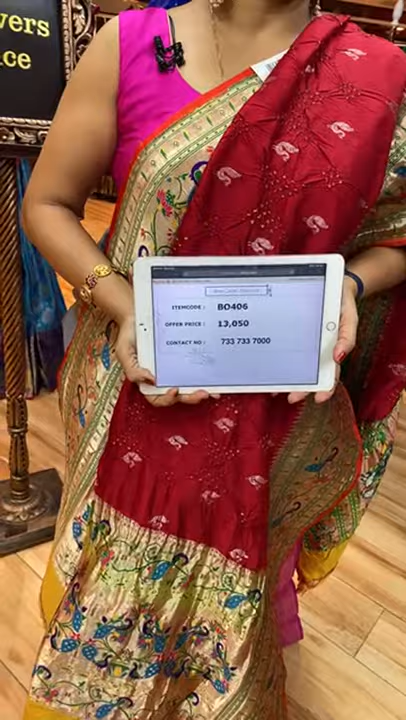 vers
ce
ITEMCODE : BO406
OFFER PRICE : 13,050
CONTACT NO : 733 733 7000